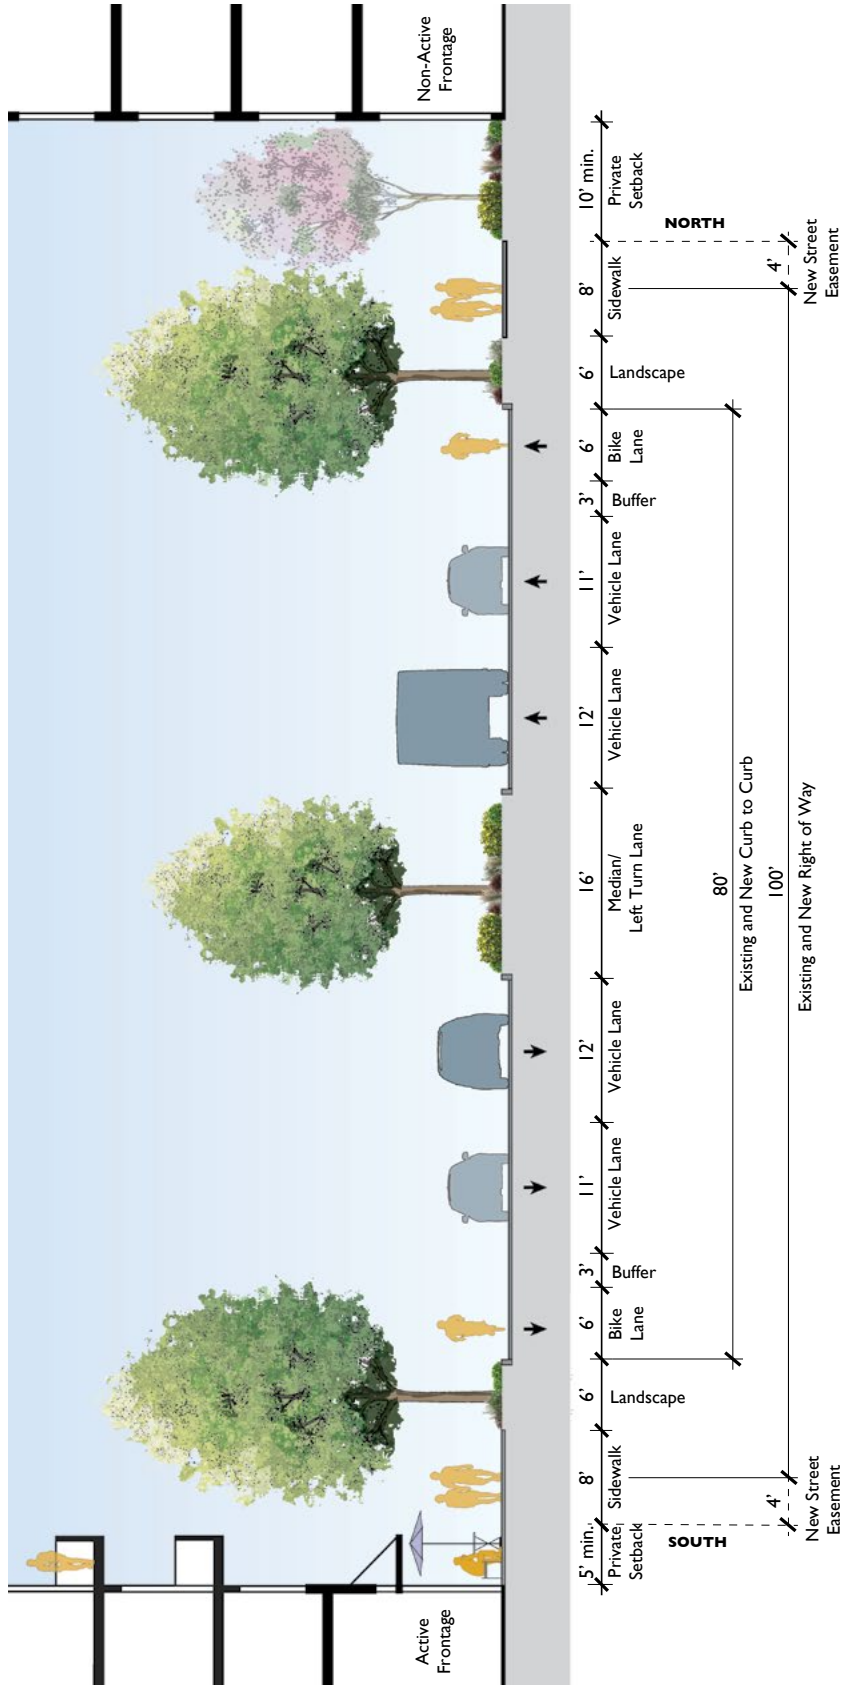 Active
Frontage
Non-Active
Frontage
5’ min.
8’
6’
6’
3’
11’
12’
16’
12’
11’
3’
6’
6’
8’
10’ min.
Private
Setback
Sidewalk
Landscape
Bike
Lane
Buffer
Vehicle Lane
Vehicle Lane
Median/
Left Turn Lane
Vehicle Lane
Vehicle Lane
Buffer
Bike
Lane
Landscape
Sidewalk
Private
Setback
SOUTH
NORTH
80’
Existing and New Curb to Curb
4’
100’
4’
New Street
Easement
Existing and New Right of Way
New Street
Easement